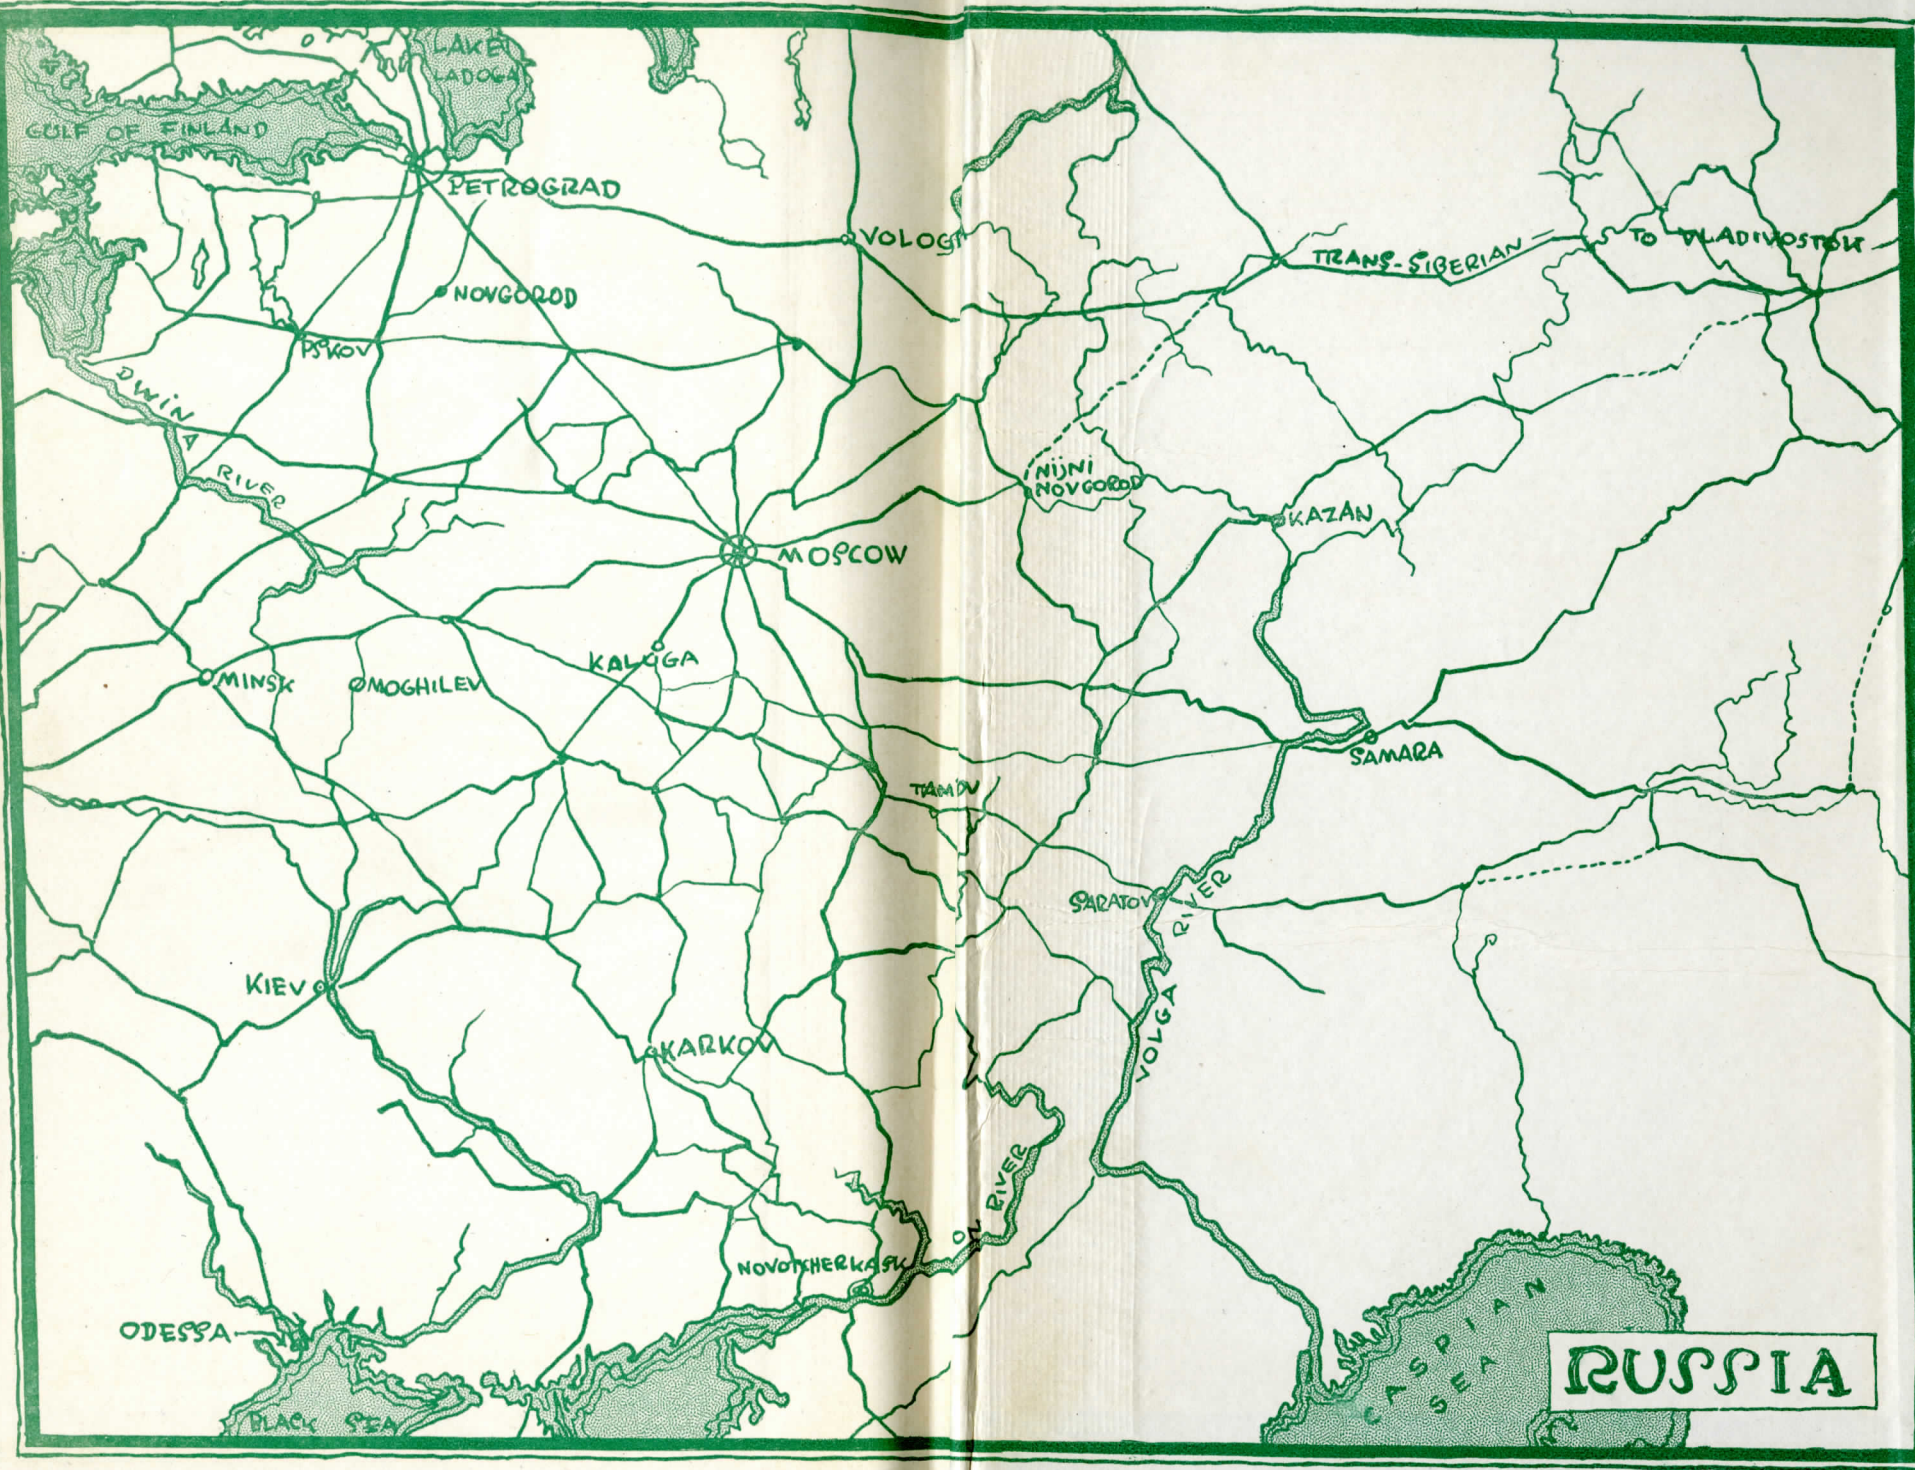 LAKE
LADOGA
GULF OF FINLAND
PETROGRAD
VOLOG
TRANS-SIBERIAN
TO VLADIVOSTOK
NOVGOROD
PSKOV
DWINA
RIVER
NIJNI
NOVGOROD
KAZAN
MOSCOW
KALUGA
MINSK
MOGHILEV
SAMARA
SARATOV
VOLGA RIVER
KIEV
KARKOV
RIVER
NOVOTCHERKASK
ODESSA
BLACK SEA
CASPIAN
SEA
RUSSIA